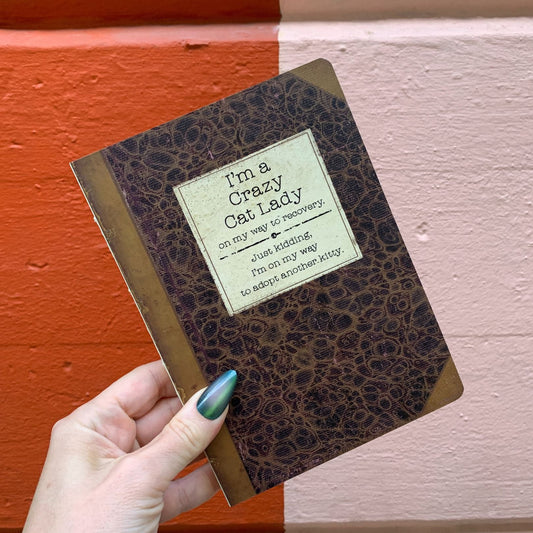 I'm a
Crazy
Cat Lady
on my way to recovery.
Just kidding,
I'm on my way
to adopt another kitty.